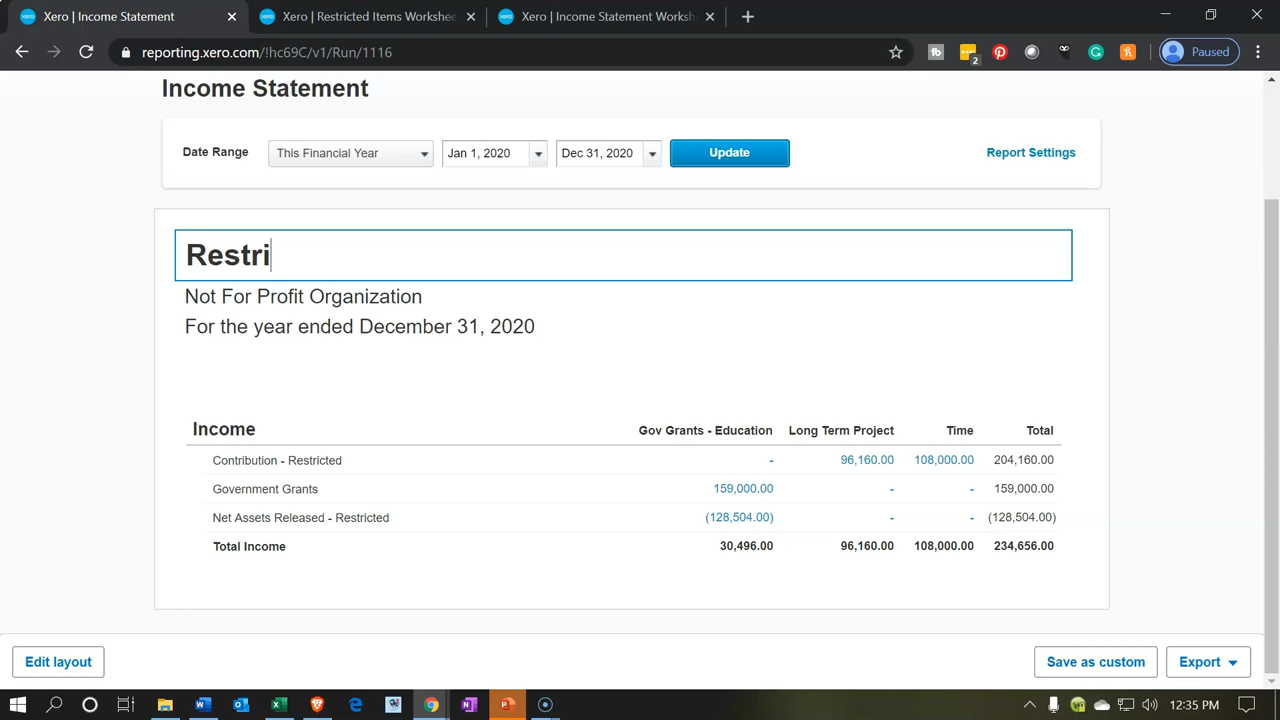 Xero | Income Statement
Xero | Restricted Items Workshee
Xero | Income Statement Worksh
reporting.xero.com/!hc69C/v1/Run/1116
2
Paused
Income Statement
Date Range
This Financial Year
Jan 1, 2020
Dec 31, 2020
Update
Report Settings
Restri
Not For Profit Organization
For the year ended December 31, 2020
Income Gov Grants - Education Long Term Project Time Total
Contribution - Restricted - 96,160.00 108,000.00 204,160.00
Government Grants 159,000.00 - - 159,000.00
Net Assets Released - Restricted (128,504.00) - - (128,504.00)
Total Income 30,496.00 96,160.00 108,000.00 234,656.00
Edit layout
Save as custom
Export
12:35 PM